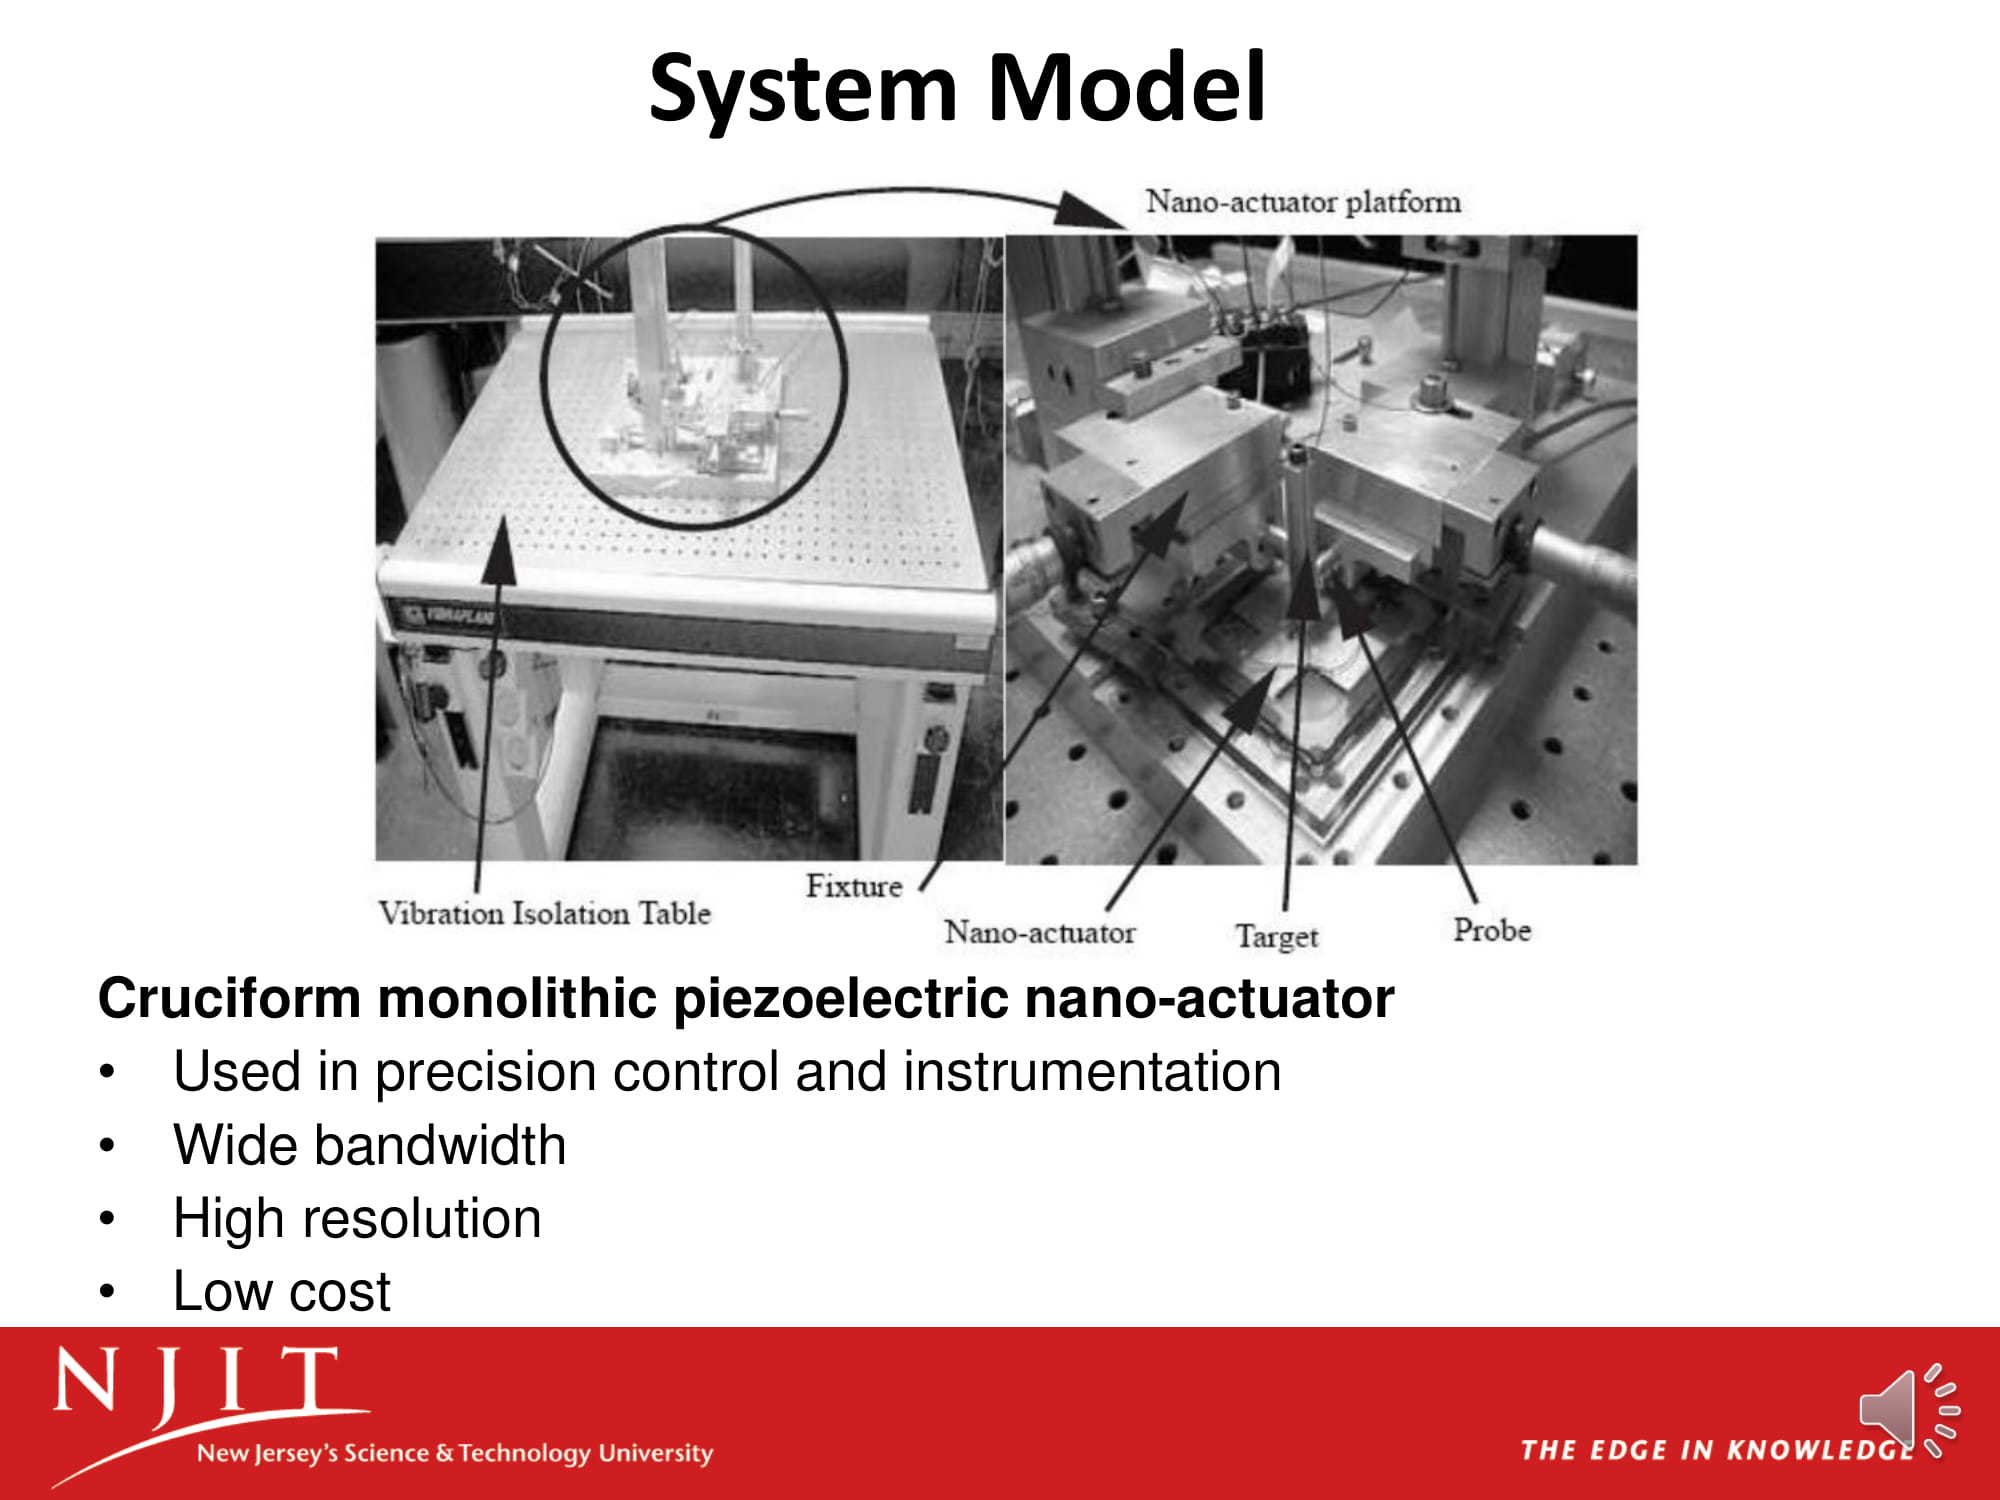 System Model
Nano-actuator platform
VIBRAPLANE
Fixture
Vibration Isolation Table
Nano-actuator
Target
Probe
Cruciform monolithic piezoelectric nano-actuator
• Used in precision control and instrumentation
• Wide bandwidth
• High resolution
• Low cost
NJIT
New Jersey's Science & Technology University
THE EDGE IN KNOWLEDGE